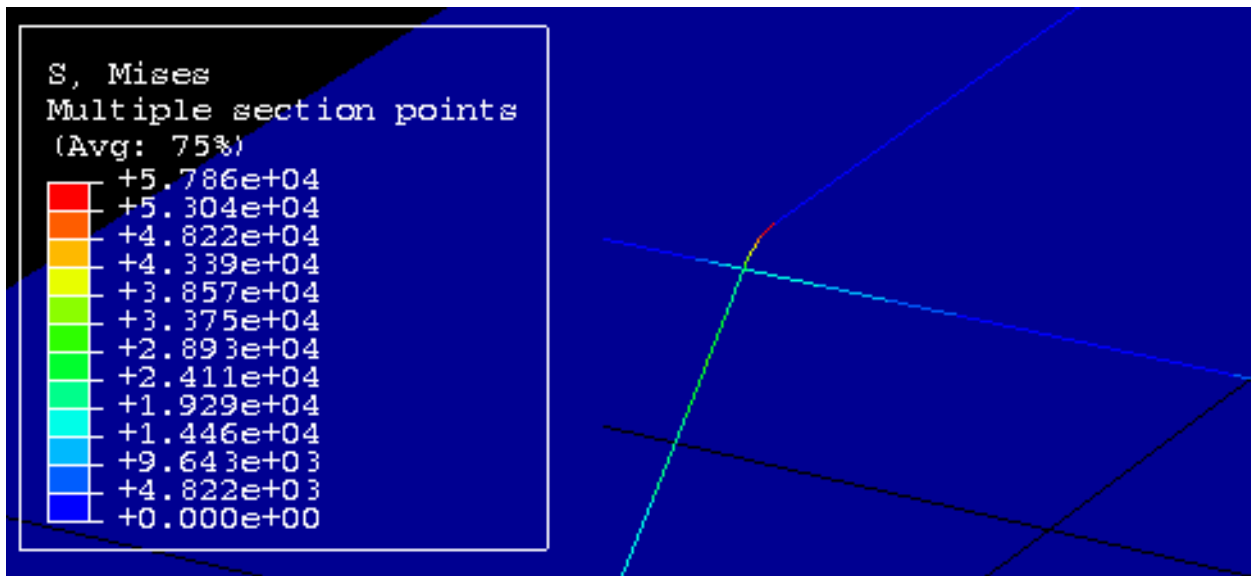 S, Mises
Multiple section points
(Avg: 75%)
+5.786e+04
+5.304e+04
+4.822e+04
+4.339e+04
+3.857e+04
+3.375e+04
+2.893e+04
+2.411e+04
+1.929e+04
+1.446e+04
+9.643e+03
+4.822e+03
+0.000e+00